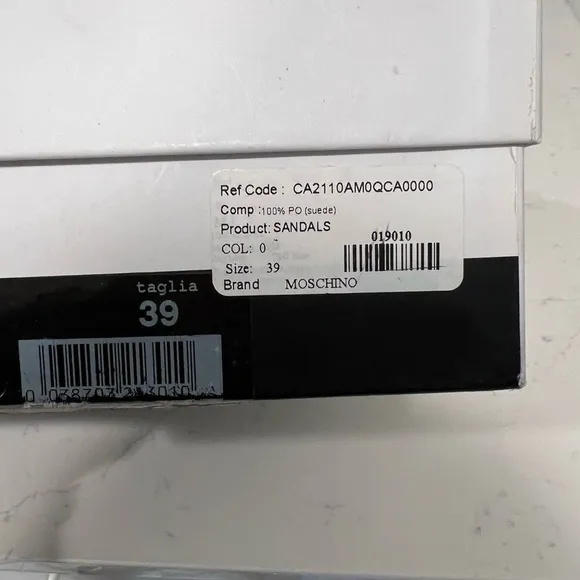 Ref Code : CA2110AM0QCA0000
Comp :100% PO (suede)
Product: SANDALS
COL: 0
019010
Size: 39
Brand MOSCHINO
taglia
39